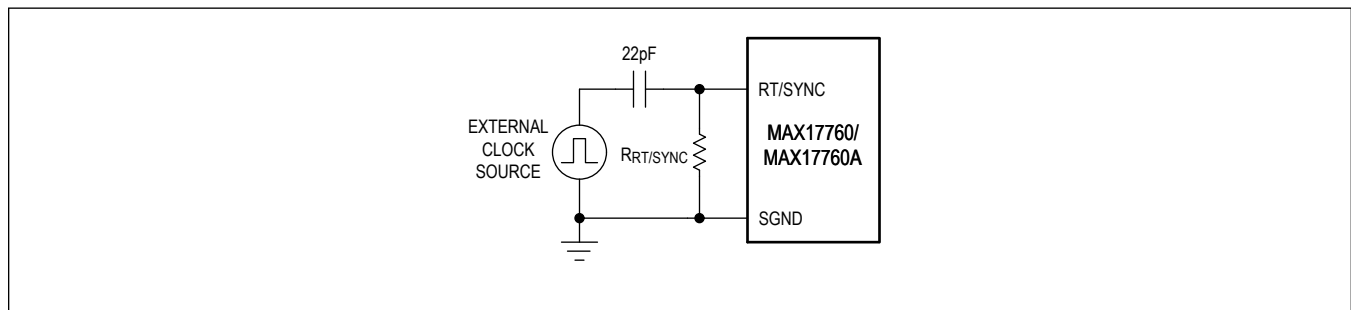 22pF
RT/SYNC
EXTERNAL
CLOCK
SOURCE
RRT/SYNC
MAX17760/
MAX17760A
SGND